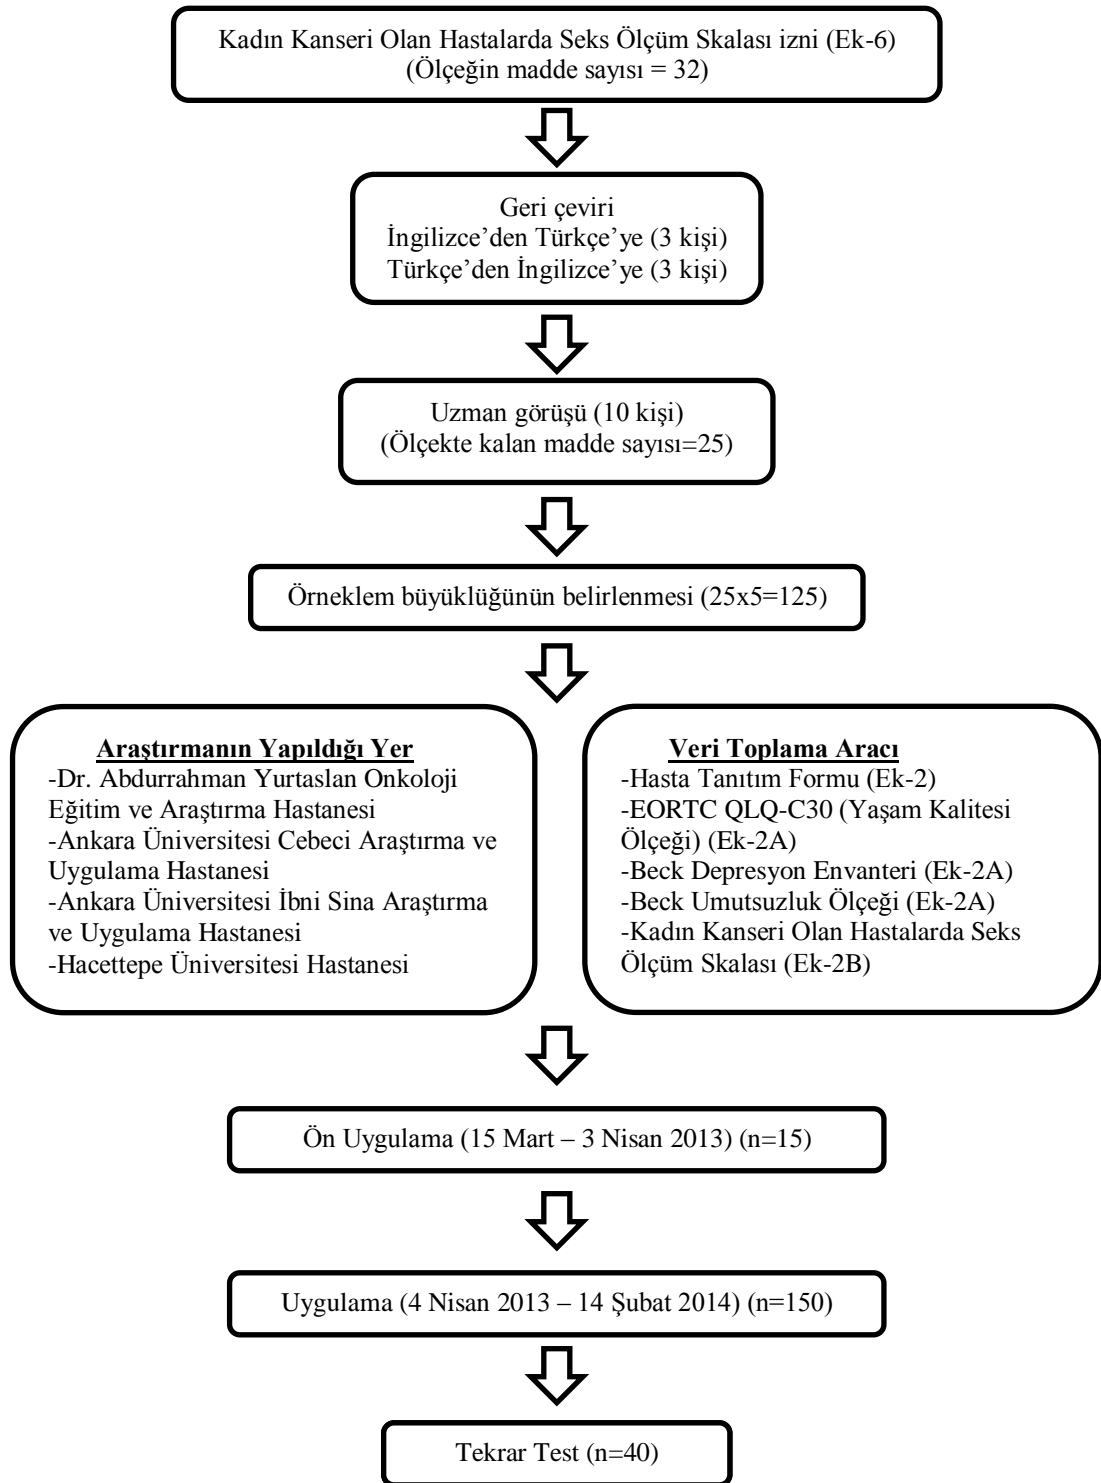 Kadın Kanseri Olan Hastalarda Seks Ölçüm Skalası izni (Ek-6)
(Ölçeğin madde sayısı = 32)
Geri çeviri
İngilizce’den Türkçe’ye (3 kişi)
Türkçe’den İngilizce’ye (3 kişi)
Uzman görüşü (10 kişi)
(Ölçekte kalan madde sayısı=25)
Örneklem büyüklüğünün belirlenmesi (25x5=125)
Araştırmanın Yapıldığı Yer
-Dr. Abdurrahman Yurtaslan Onkoloji
Eğitim ve Araştırma Hastanesi
-Ankara Üniversitesi Cebeci Araştırma ve
Uygulama Hastanesi
-Ankara Üniversitesi İbni Sina Araştırma
ve Uygulama Hastanesi
-Hacettepe Üniversitesi Hastanesi
Veri Toplama Aracı
-Hasta Tanıtım Formu (Ek-2)
-EORTC QLQ-C30 (Yaşam Kalitesi
Ölçeği) (Ek-2A)
-Beck Depresyon Envanteri (Ek-2A)
-Beck Umutsuzluk Ölçeği (Ek-2A)
-Kadın Kanseri Olan Hastalarda Seks
Ölçüm Skalası (Ek-2B)
Ön Uygulama (15 Mart – 3 Nisan 2013) (n=15)
Uygulama (4 Nisan 2013 – 14 Şubat 2014) (n=150)
Tekrar Test (n=40)